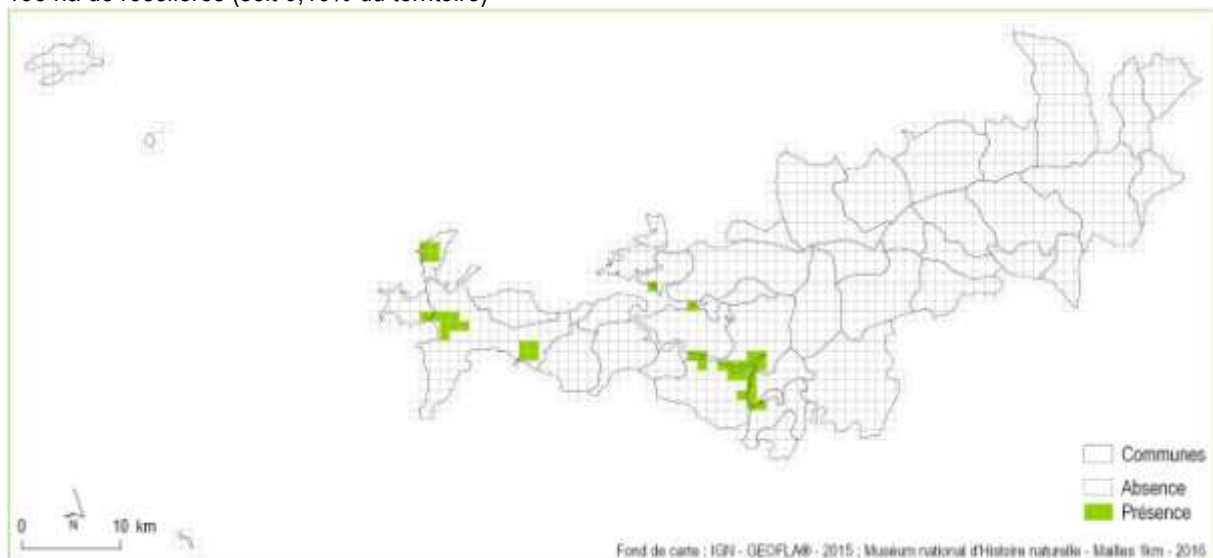 Communes
Absence
Présence
N
0 10 km
Fond de carte : IGN - GEOFLA® - 2015 ; Muséum national d'Histoire naturelle - Mailles 1km - 2016